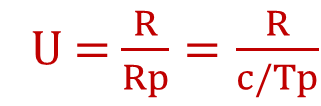 U = R/Rp = R/(c/Tp)